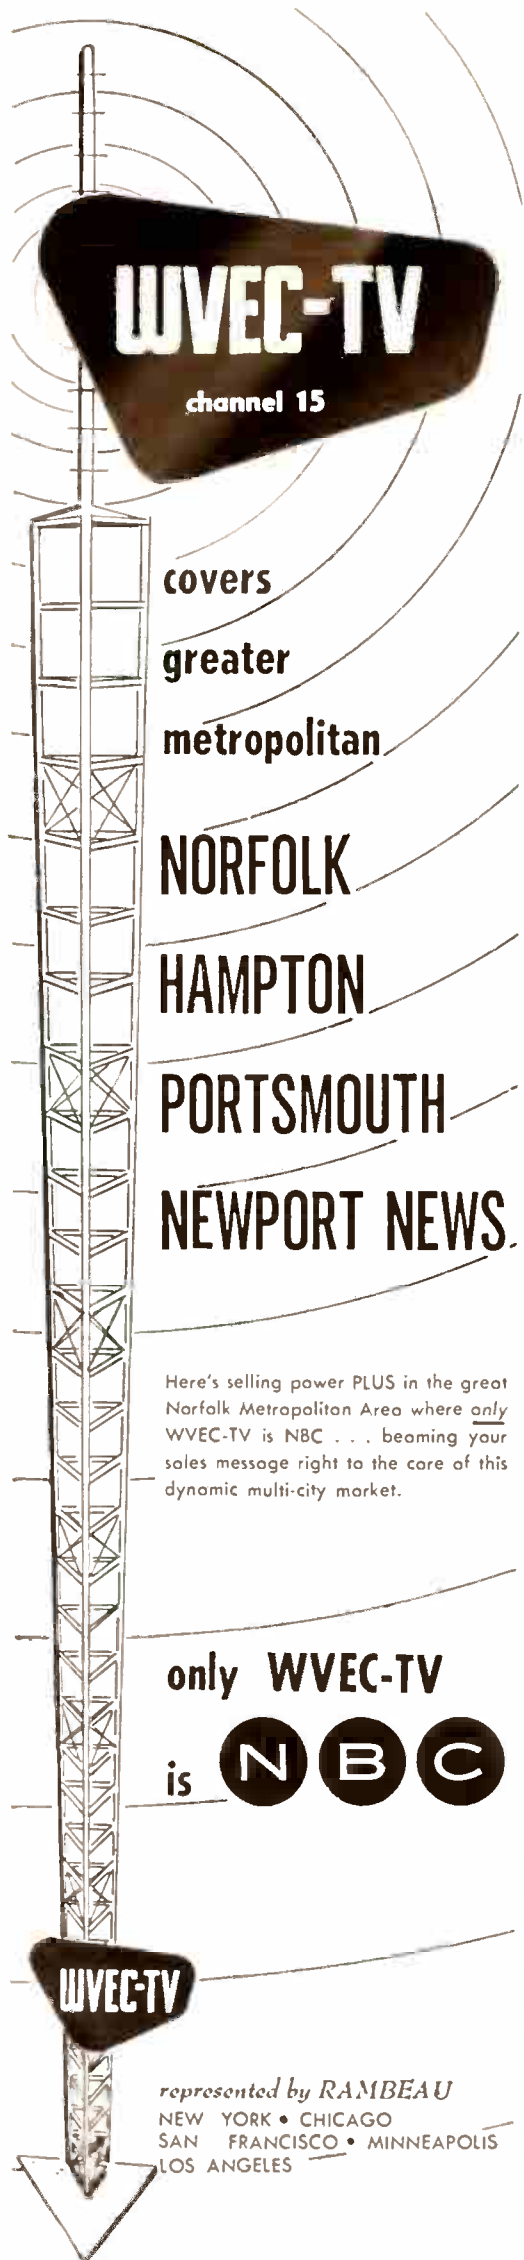 WVEC-TV
channel 15
covers
greater
metropolitan
NORFOLK
HAMPTON
PORTSMOUTH
NEWPORT NEWS.
Here's selling power PLUS in the great
Norfolk Metropolitan Area where only
WVEC-TV is NBC . . . beaming your
sales message right to the core of this
dynamic multi-city market.
only WVEC-TV
is NBC
WVEC-TV
represented by RAMBEAU
NEW YORK • CHICAGO
SAN FRANCISCO • MINNEAPOLIS
LOS ANGELES